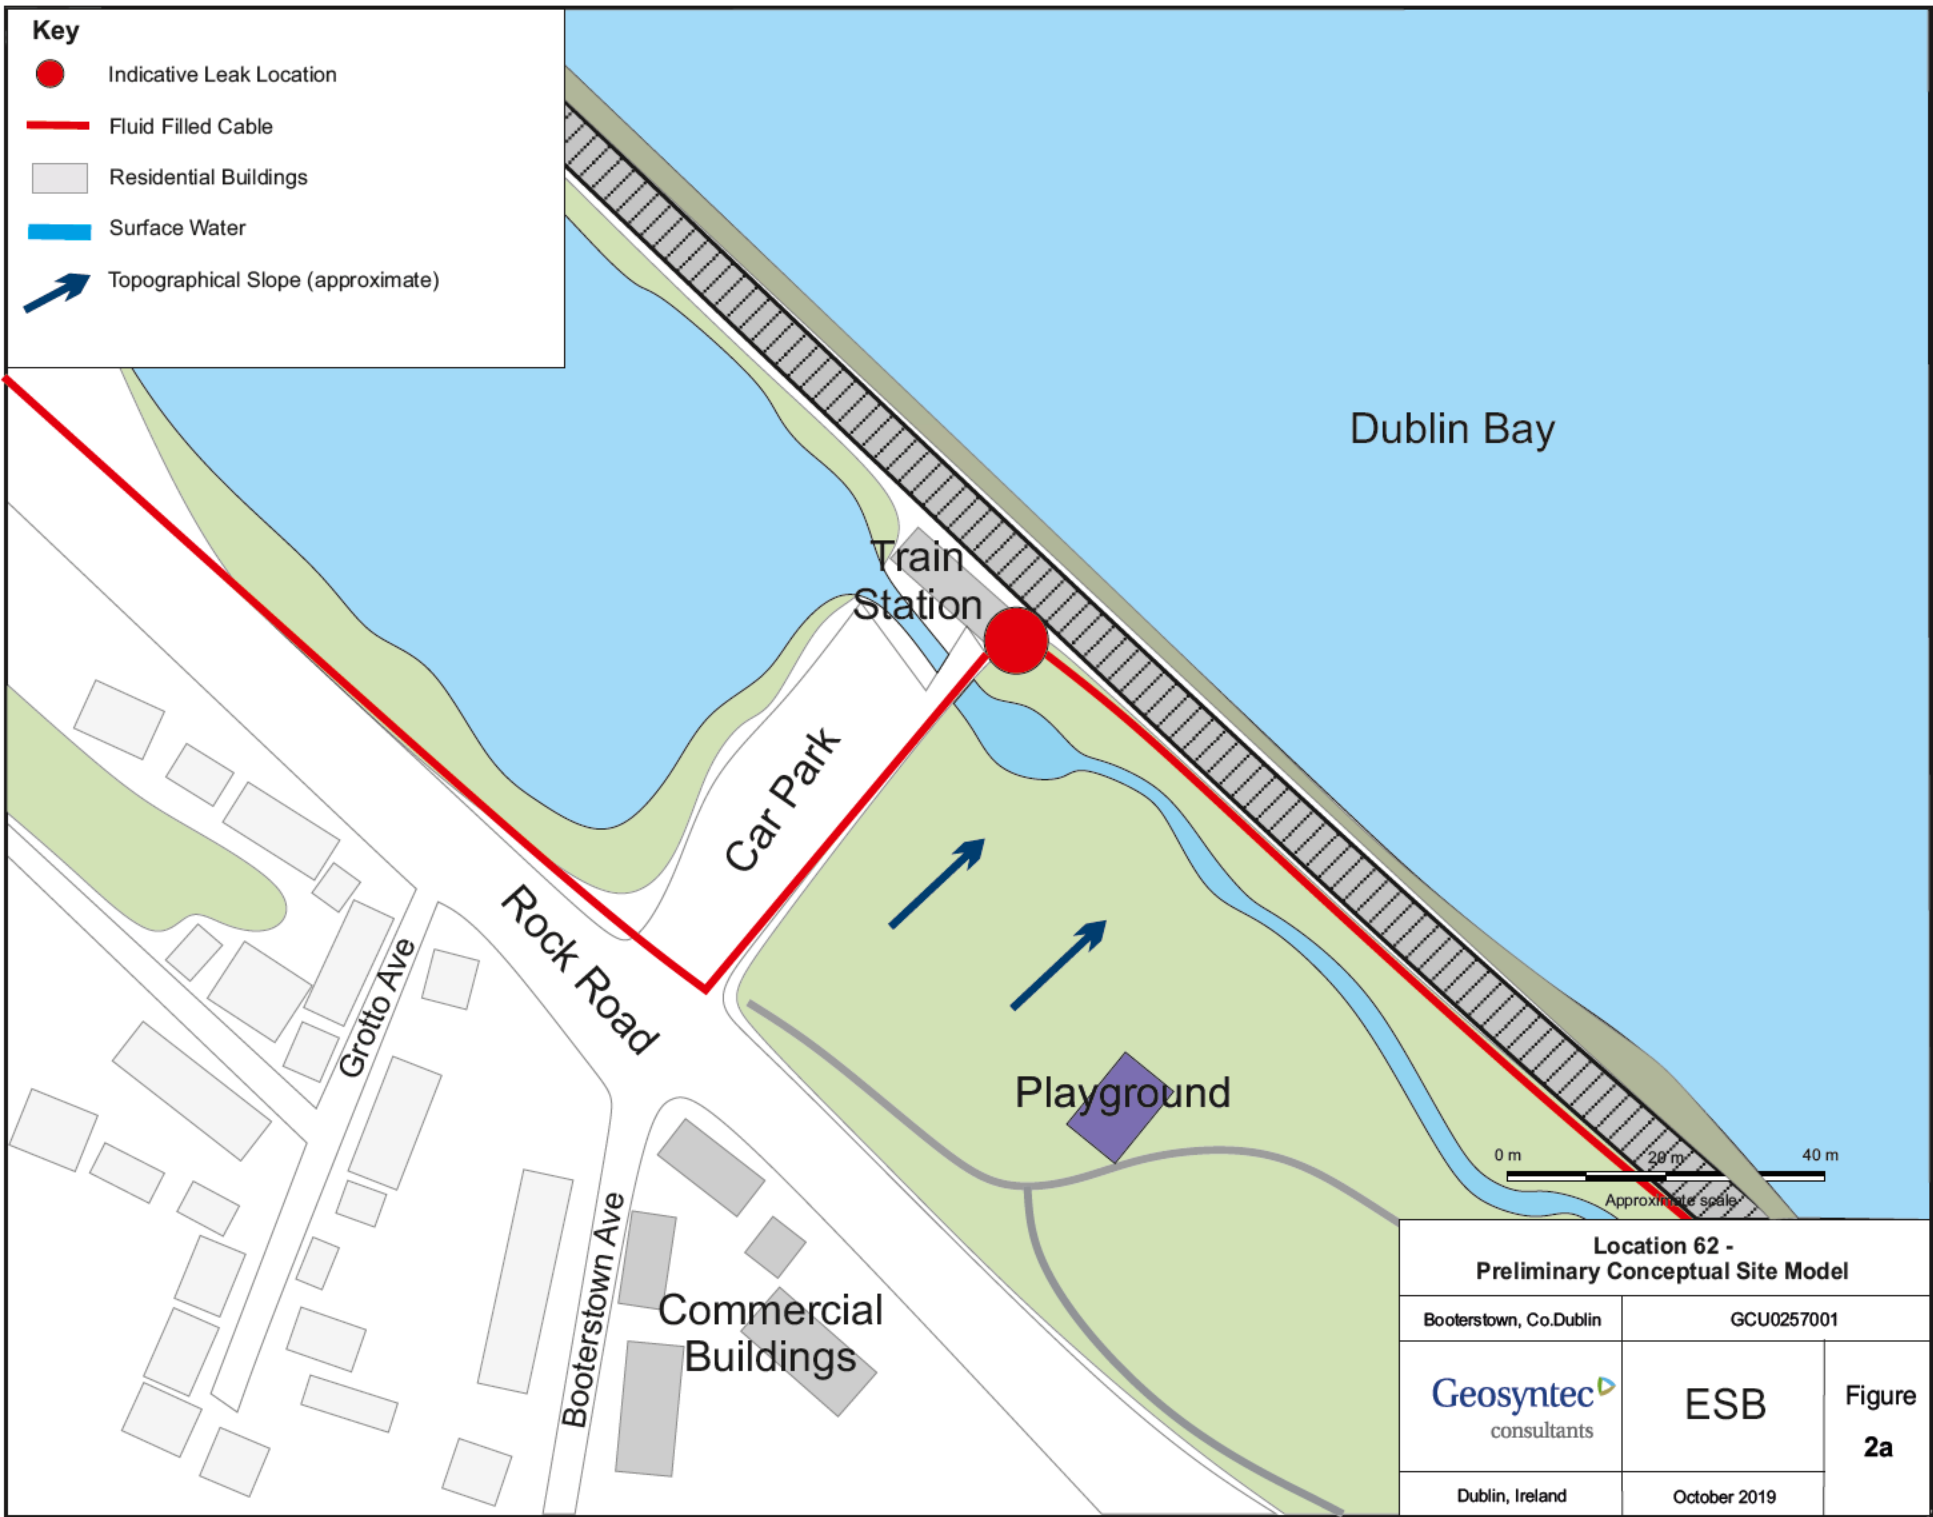 Key
Indicative Leak Location
Fluid Filled Cable
Residential Buildings
Surface Water
Topographical Slope (approximate)
Dublin Bay
Train
Station
Car Park
Rock Road
Grotto Ave
Playground
Booterstown Ave
Commercial
Buildings
0 m
20 m
40 m
Approximate scale
Location 62 -
Preliminary Conceptual Site Model
Booterstown, Co.Dublin
GCU0257001
Geosyntec
consultants
ESB
Figure
2a
Dublin, Ireland
October 2019